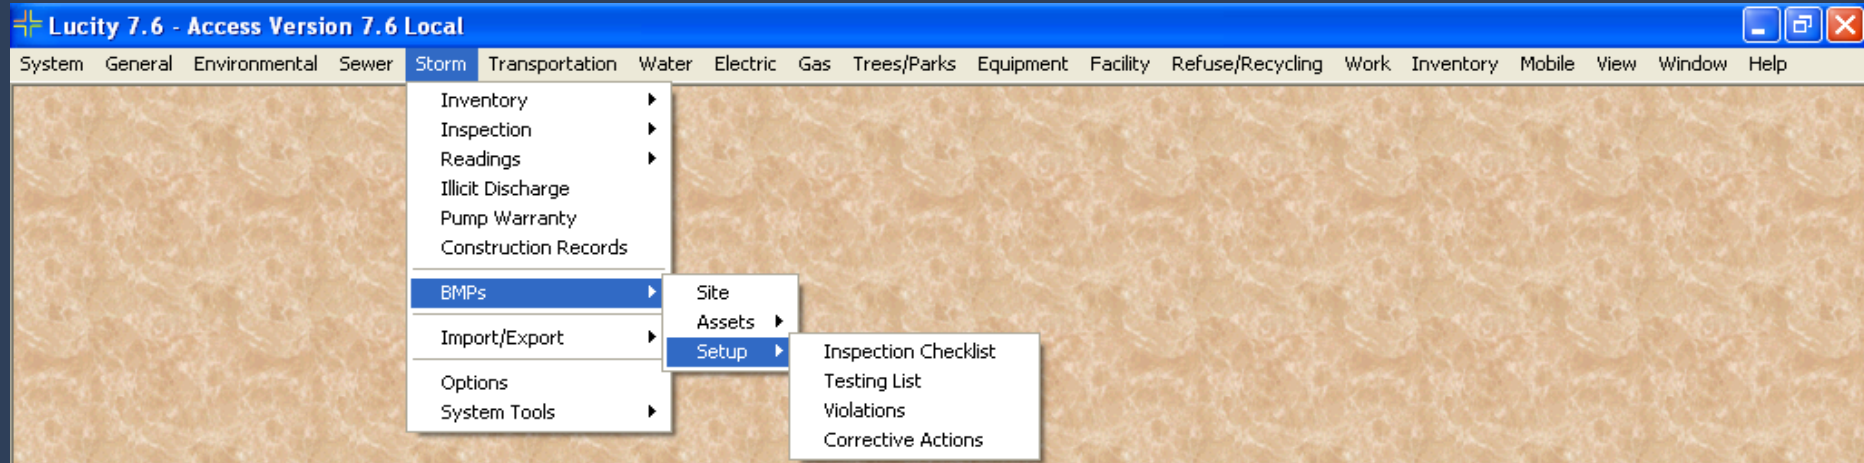 Lucity 7.6 - Access Version 7.6 Local
System General Environmental Sewer Storm Transportation Water Electric Gas Trees/Parks Equipment Facility Refuse/Recycling Work Inventory Mobile View Window Help
Inventory
Inspection
Readings
Illicit Discharge
Pump Warranty
Construction Records
BMPs
Import/Export
Options
System Tools
Site
Assets
Setup
Inspection Checklist
Testing List
Violations
Corrective Actions